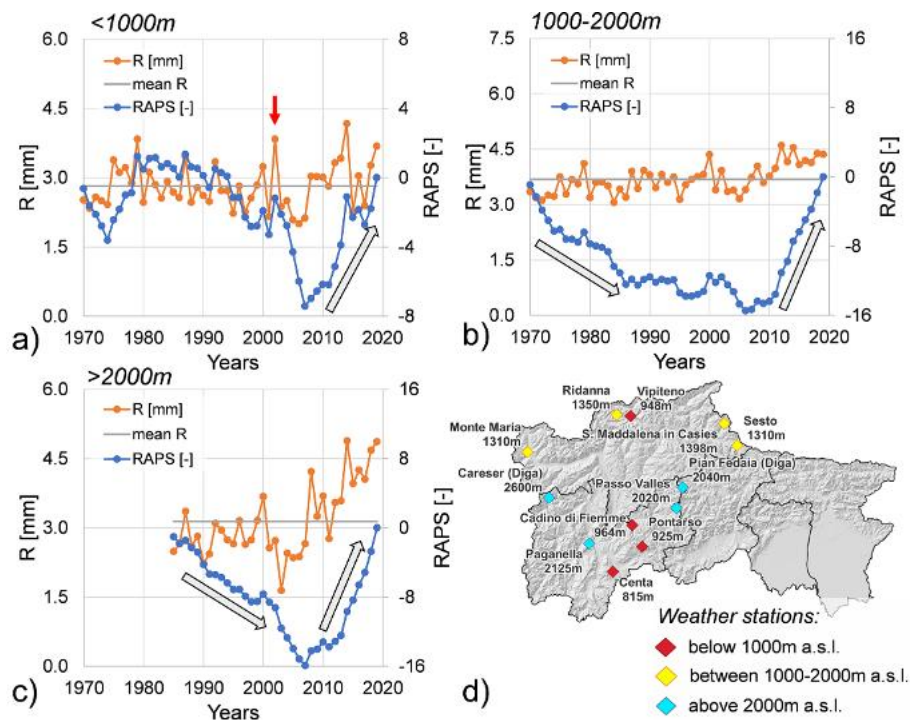 <1000m
6.0
4.5
3.0
1.5
0.0
R [mm]
R [mm]
mean R
RAPS [-]
8
4
0
-4
-8
RAPS [-]
1970 1980 1990 2000 2010 2020
Years
a)
1000-2000m
7.5
6.0
4.5
3.0
1.5
0.0
R [mm]
R [mm]
mean R
RAPS [-]
16
8
0
-8
-16
RAPS [-]
1970 1980 1990 2000 2010 2020
Years
b)
>2000m
6.0
4.5
3.0
1.5
0.0
R [mm]
R [mm]
mean R
RAPS [-]
16
8
0
-8
-16
RAPS [-]
1970 1980 1990 2000 2010 2020
Years
c)
Ridanna
1350m
Vipiteno
948m
Monte Maria
1310m
S. Maddalena in Casies
1398m
Sesto
1310m
Careser (Diga)
2600m
Pian Fedaia (Diga)
2040m
Passo Valles
2020m
Cadino di Fiemme
964m
Pontarso
925m
Paganella
2125m
Centa
815m
d)
Weather stations:
below 1000m a.s.l.
between 1000-2000m a.s.l.
above 2000m a.s.l.